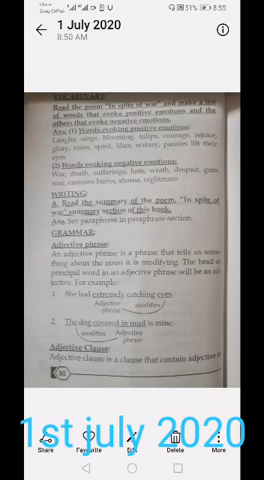 51% 8:55
1 July 2020
8:50 AM
VOCABULARY
Read the poem "In spite of war" and make a list
of words that evoke positive emotions and the
others that evoke negative emotions.
Ans. (1) Words evoking positive emotions:
Laughs, sings, blooming, tulips, courage, rejoice,
glory, roses, spirit, lilies, ecstasy, pansies lift their
eyes
(2) Words evoking negative emotions:
War, death, sufferings, hate, wrath, despair, guns
roar, cannons burns, shame, nightmare
WRITING:
A. Read the summary of the poem, "In spite of
war" summary section of this book.
Ans. See paraphrase in paraphrase section.
GRAMMAR:
Adjective phrase:
An adjective phrase is a phrase that tells us some
thing about the noun it is modifying. The head
principal word in an adjective phrase will be an ad-
jective. For example:
1. She had extremely catching eyes.
Adjective phrase modifies
2. The dog covered in mud is mine.
modifies Adjective phrase
Adjective Clause:
Adjective clause is a clause that contain adjective
90
1st july 2020
Share Favourite Edit Delete More